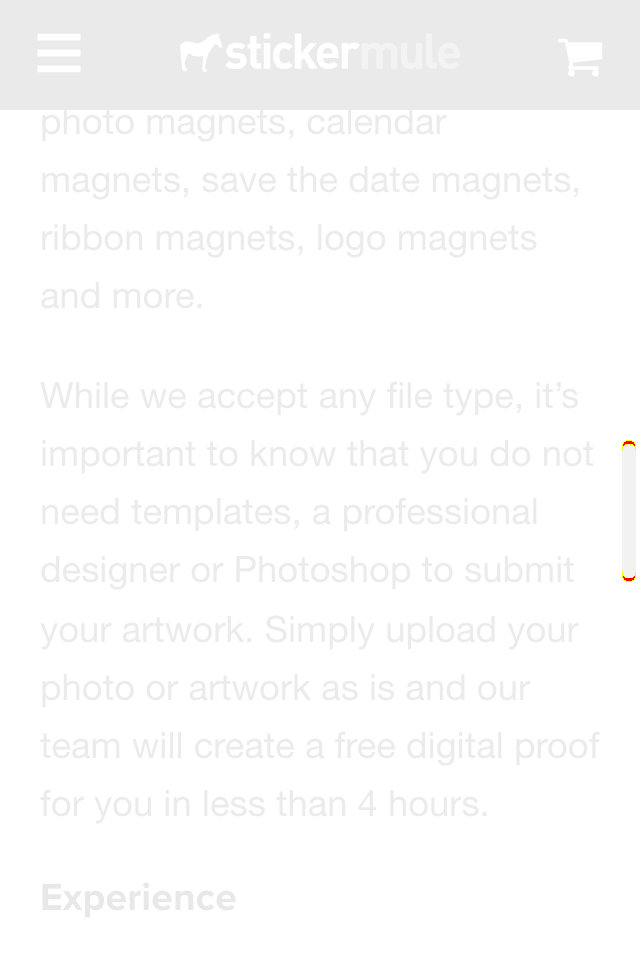 stickermule
photo magnets, calendar
magnets, save the date magnets,
ribbon magnets, logo magnets
and more.
While we accept any file type, it’s
important to know that you do not
need templates, a professional
designer or Photoshop to submit
your artwork. Simply upload your
photo or artwork as is and our
team will create a free digital proof
for you in less than 4 hours.
Experience